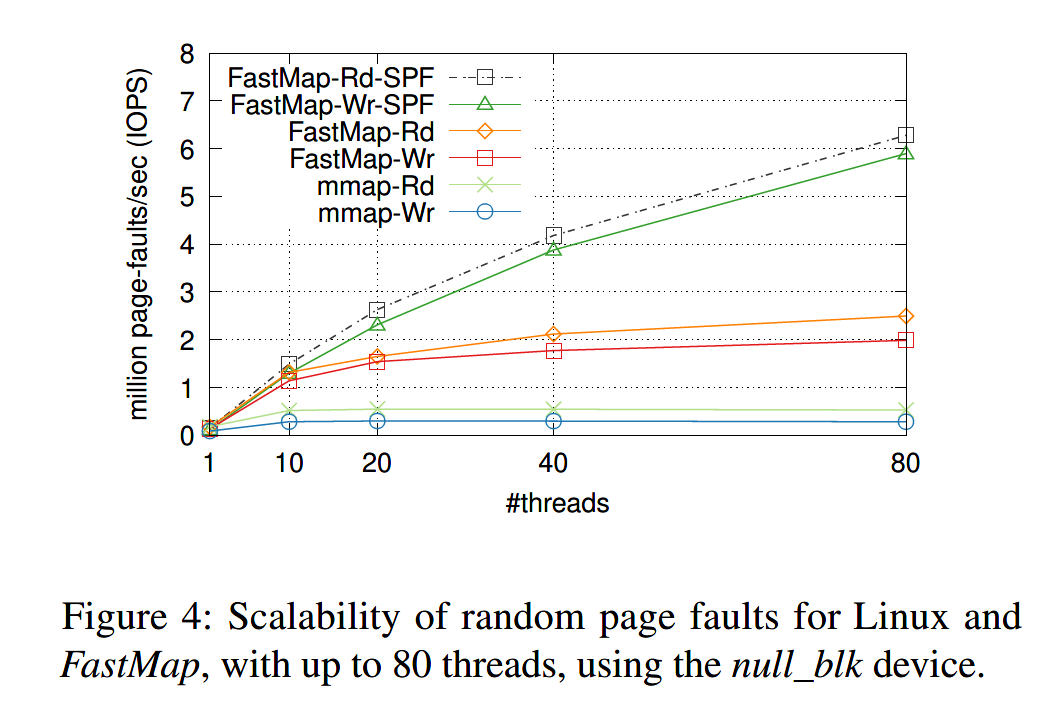 8
7
6
5
4
3
2
1
0
million page-faults/sec (IOPS)
FastMap-Rd-SPF
FastMap-Wr-SPF
FastMap-Rd
FastMap-Wr
mmap-Rd
mmap-Wr
1 10 20 40 80
#threads
Figure 4: Scalability of random page faults for Linux and
FastMap, with up to 80 threads, using the null_blk device.